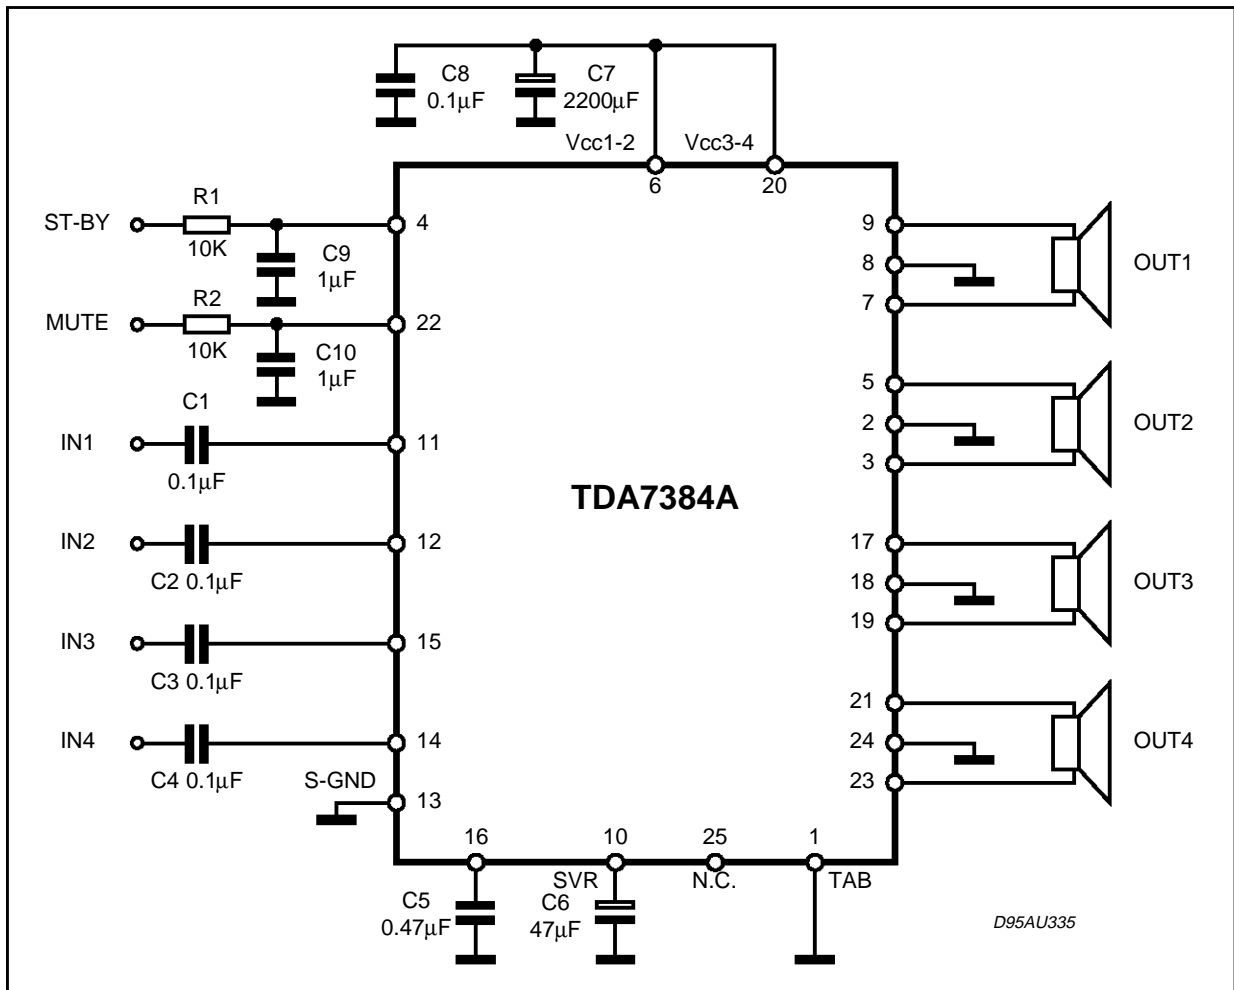 C8
0.1μF
C7
2200μF
Vcc1-2
Vcc3-4
6
20
ST-BY
R1
10K
4
C9
1μF
MUTE
R2
10K
22
C10
1μF
IN1
C1
0.1μF
11
IN2
C2 0.1μF
12
IN3
C3 0.1μF
15
IN4
C4 0.1μF
14
S-GND
13
TDA7384A
9
8
7
OUT1
5
2
3
OUT2
17
18
19
OUT3
21
24
23
OUT4
16
10
25
1
SVR
N.C.
TAB
C5
0.47μF
C6
47μF
D95AU335